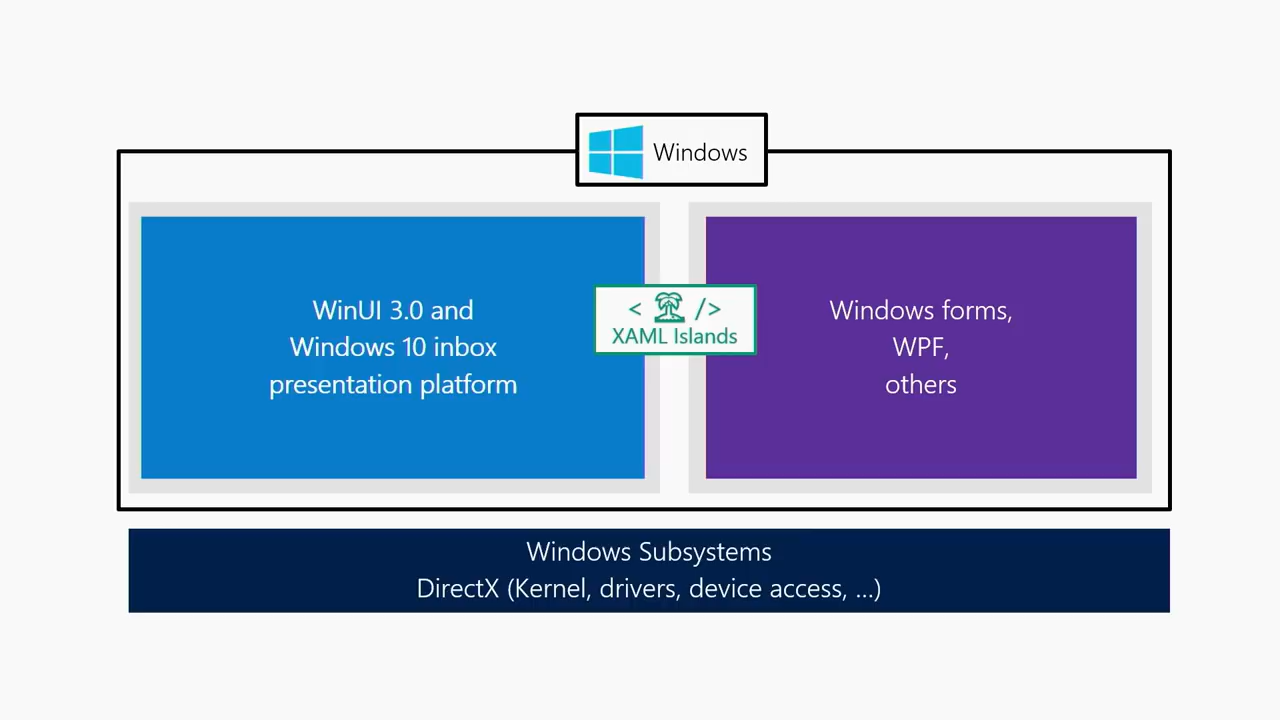 Windows
WinUI 3.0 and
Windows 10 inbox
presentation platform
< />
XAML Islands
Windows forms,
WPF,
others
Windows Subsystems
DirectX (Kernel, drivers, device access, ...)